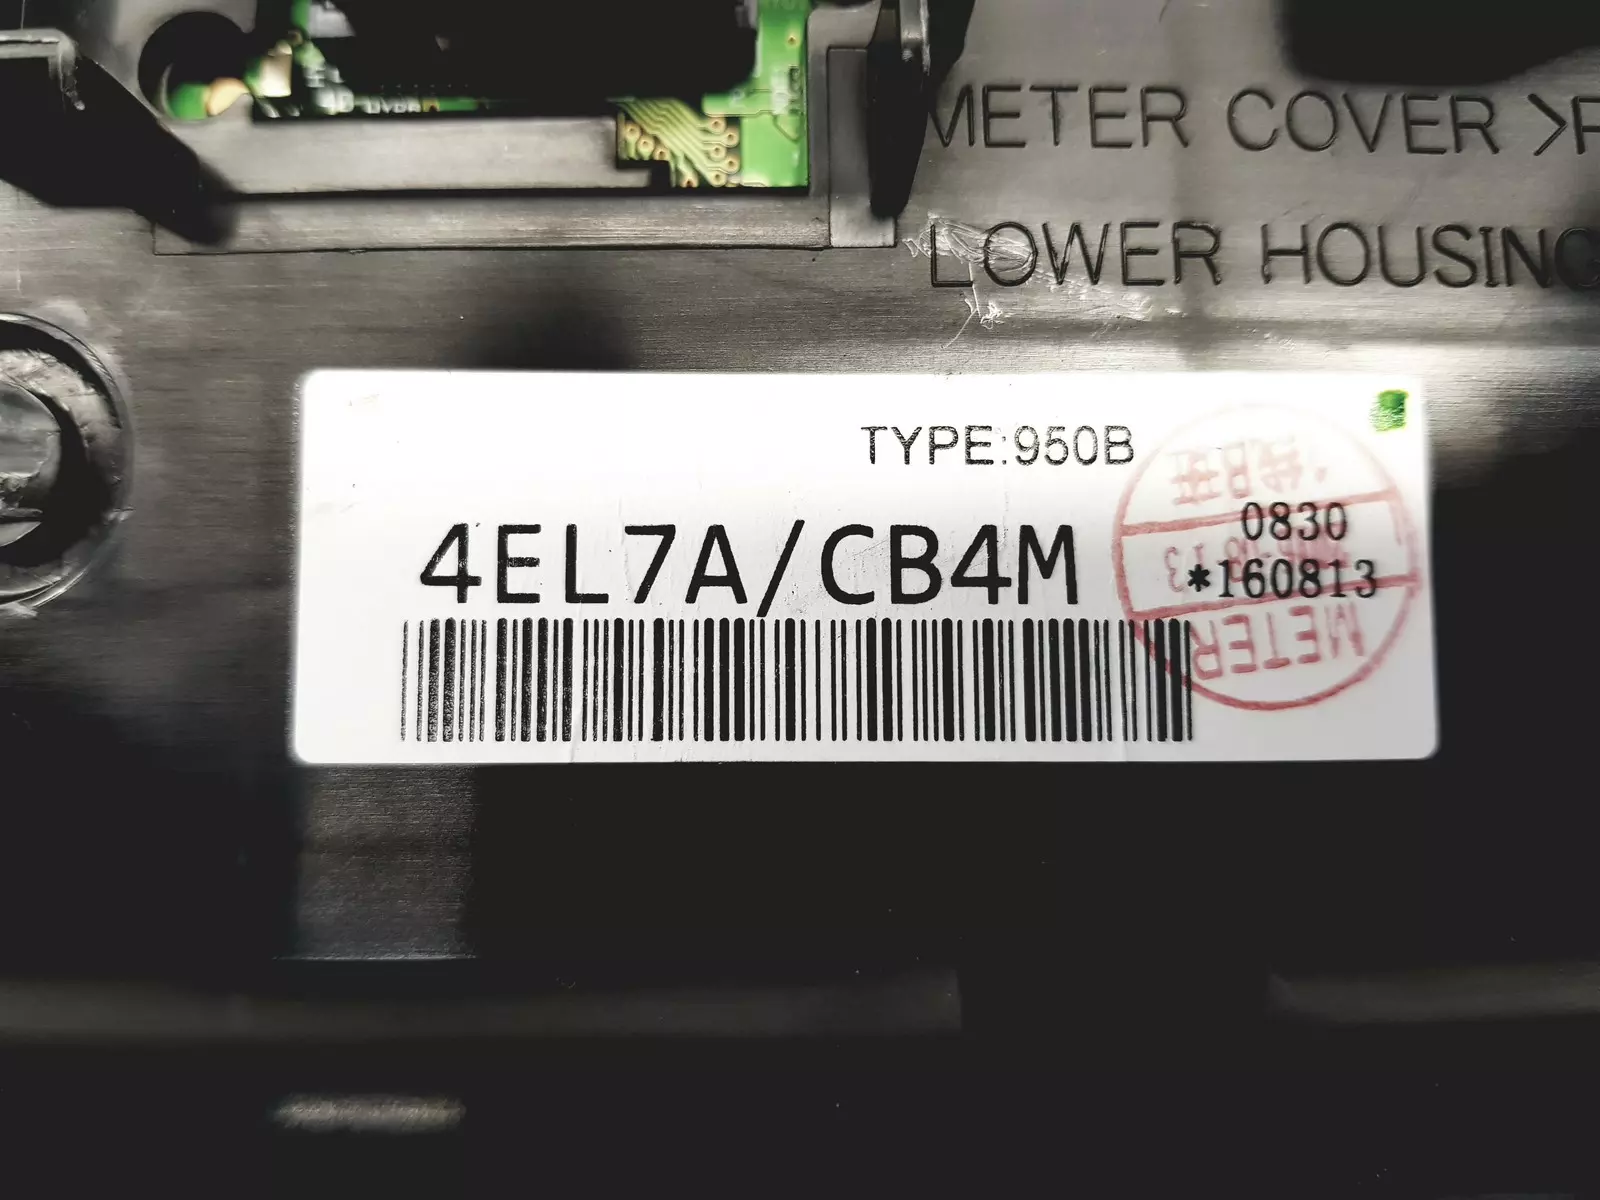 METER COVER >P
LOWER HOUSING
TYPE:950B
4EL7A/CB4M
0830
*160813
METER